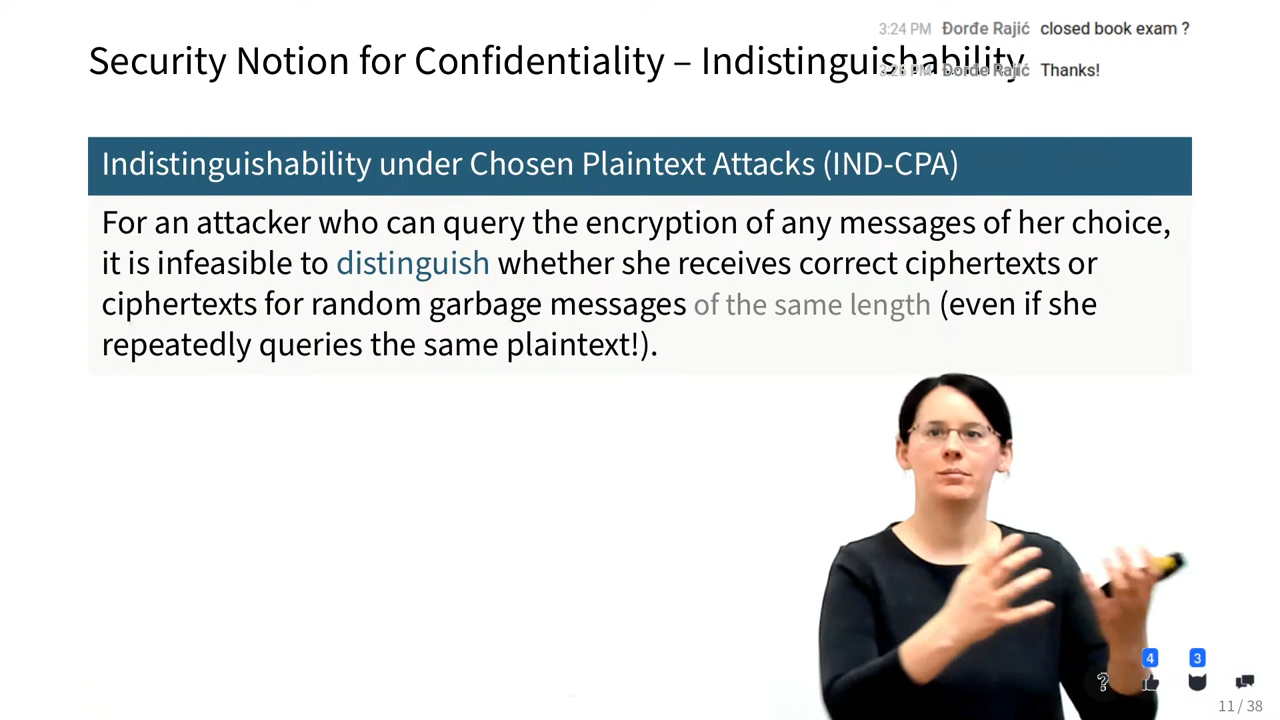 3:24 PM Đorđe Rajić closed book exam ?
Security Notion for Confidentiality – Indistinguishability
3:26 PM Đorđe Rajić Thanks!
Indistinguishability under Chosen Plaintext Attacks (IND-CPA)
For an attacker who can query the encryption of any messages of her choice,
it is infeasible to distinguish whether she receives correct ciphertexts or
ciphertexts for random garbage messages of the same length (even if she
repeatedly queries the same plaintext!).
4 3
?
11 / 38